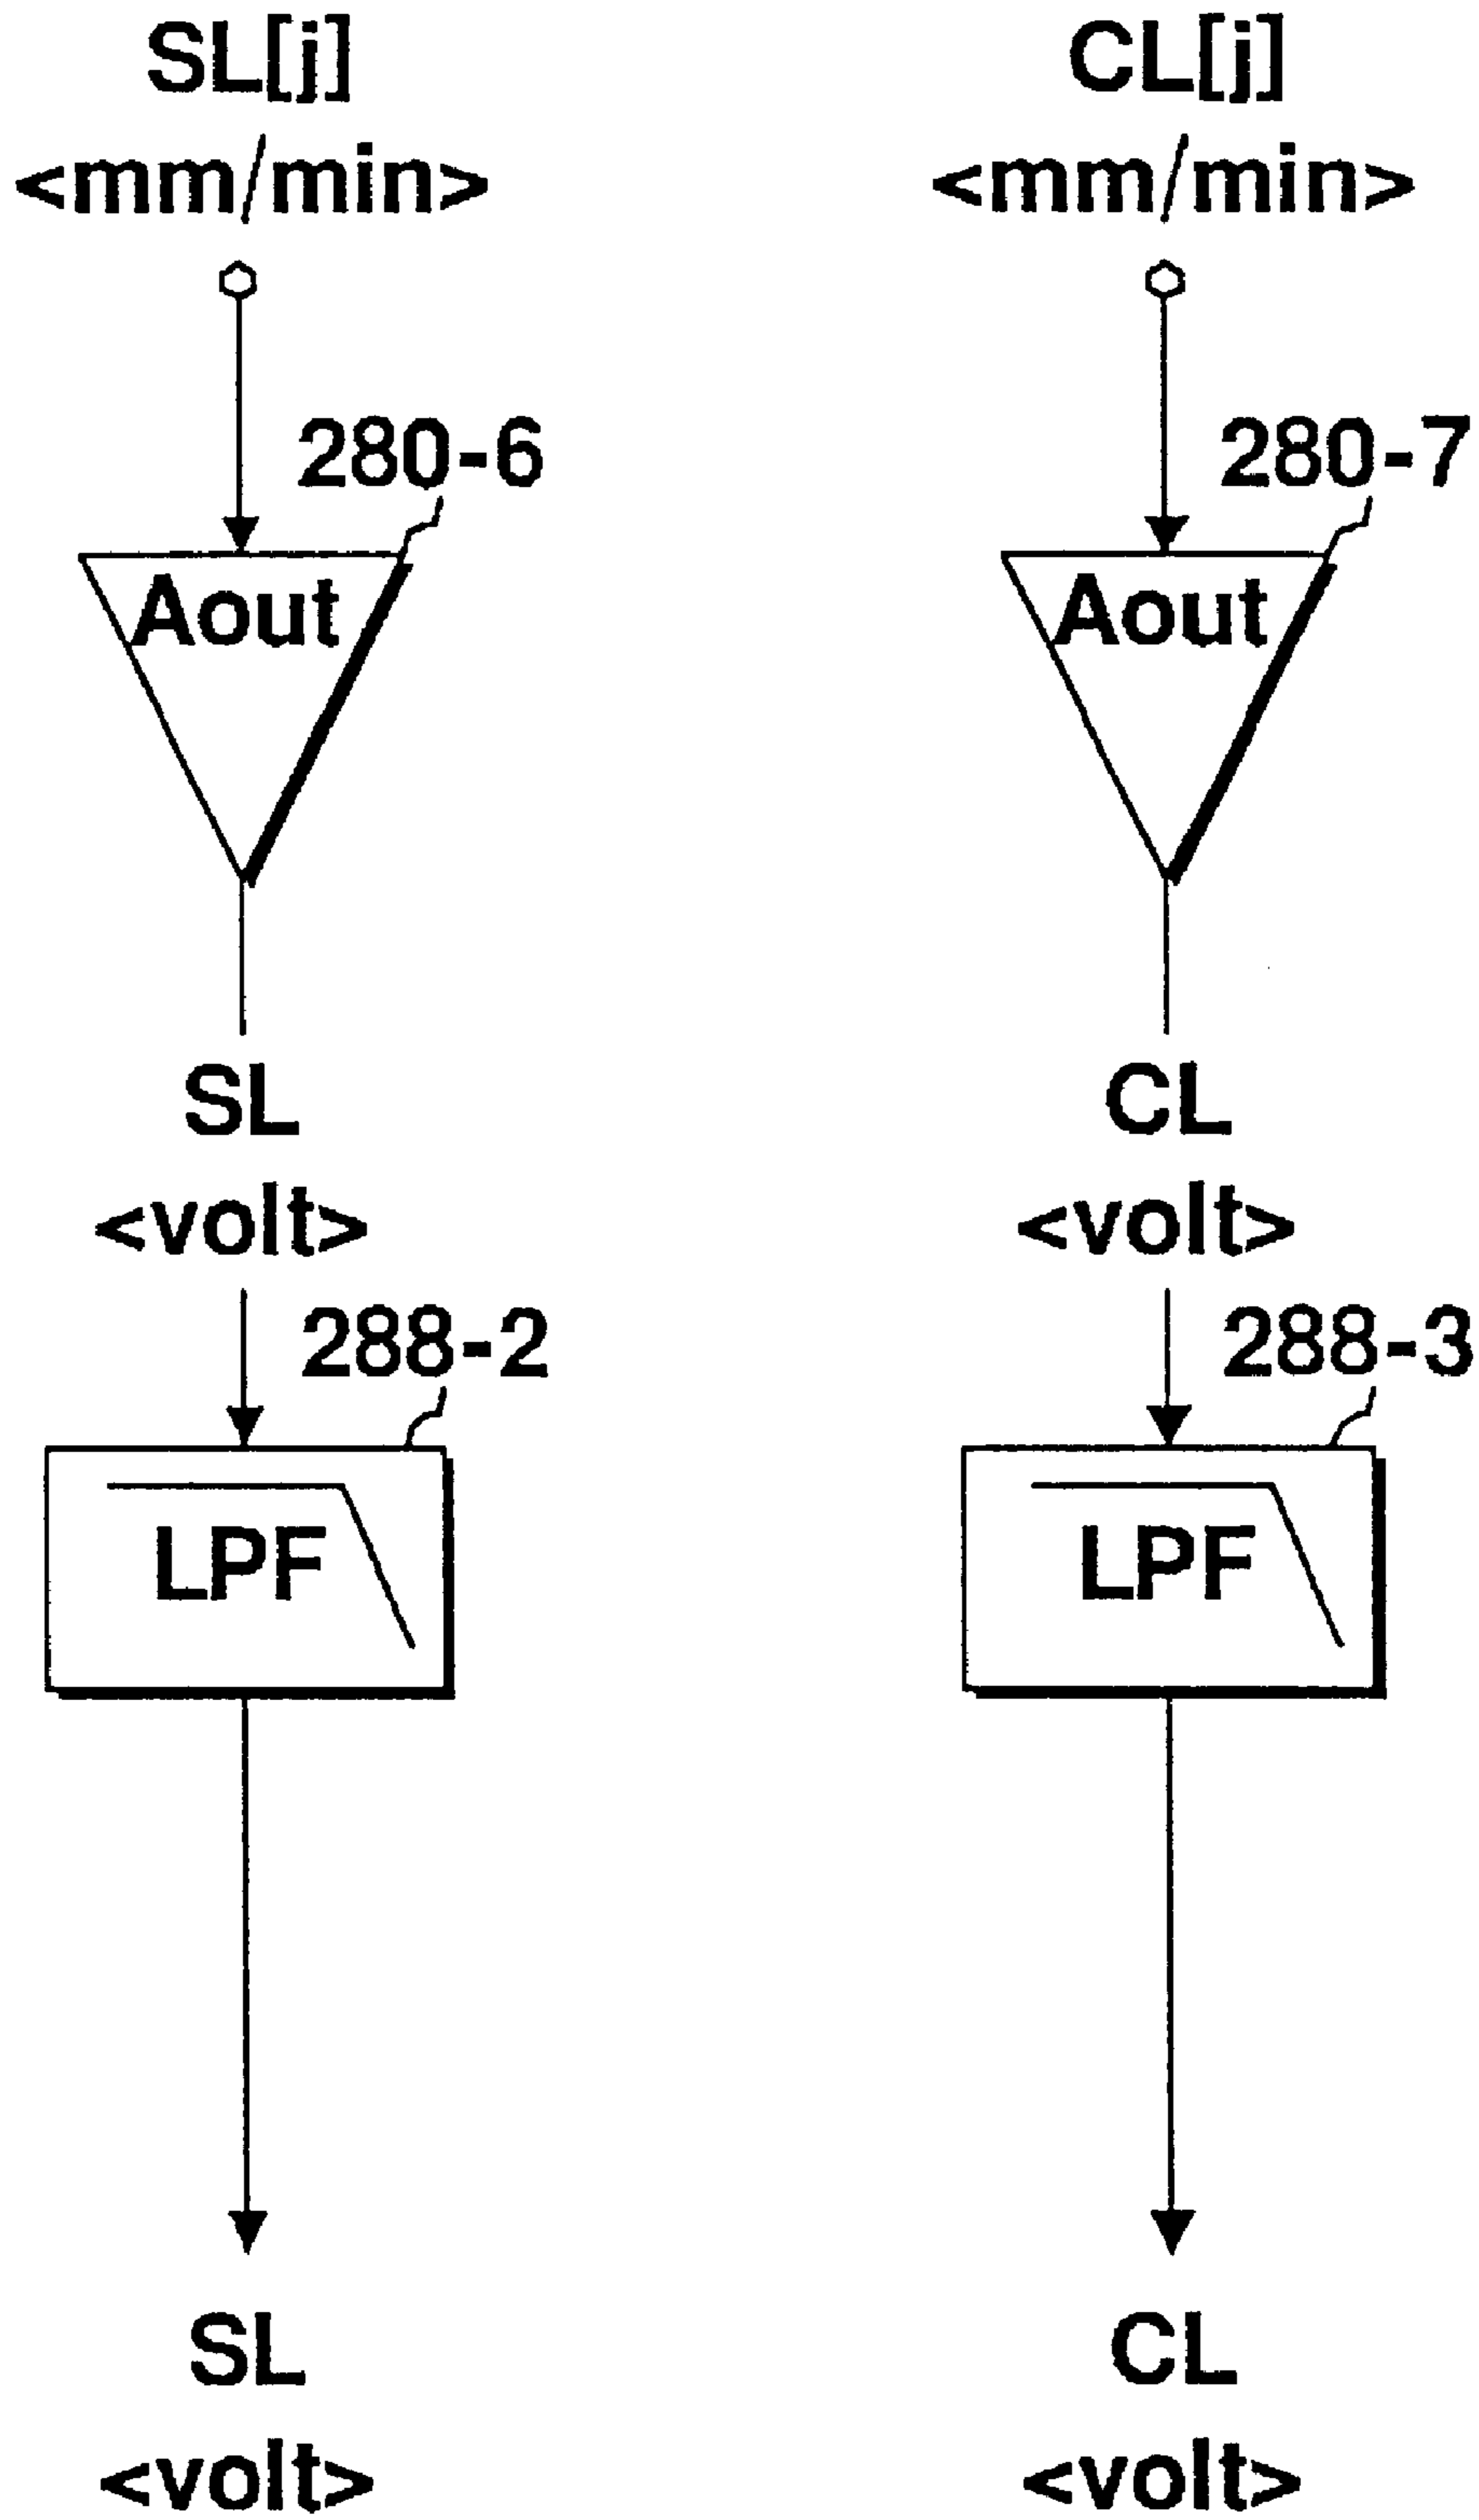 SL[j]
<mm/min>
280-6
Aout
SL
<volt>
288-2
LPF
SL
<volt>
CL[j]
<mm/min>
280-7
Aout
CL
<volt>
288-3
LPF
CL
<volt>